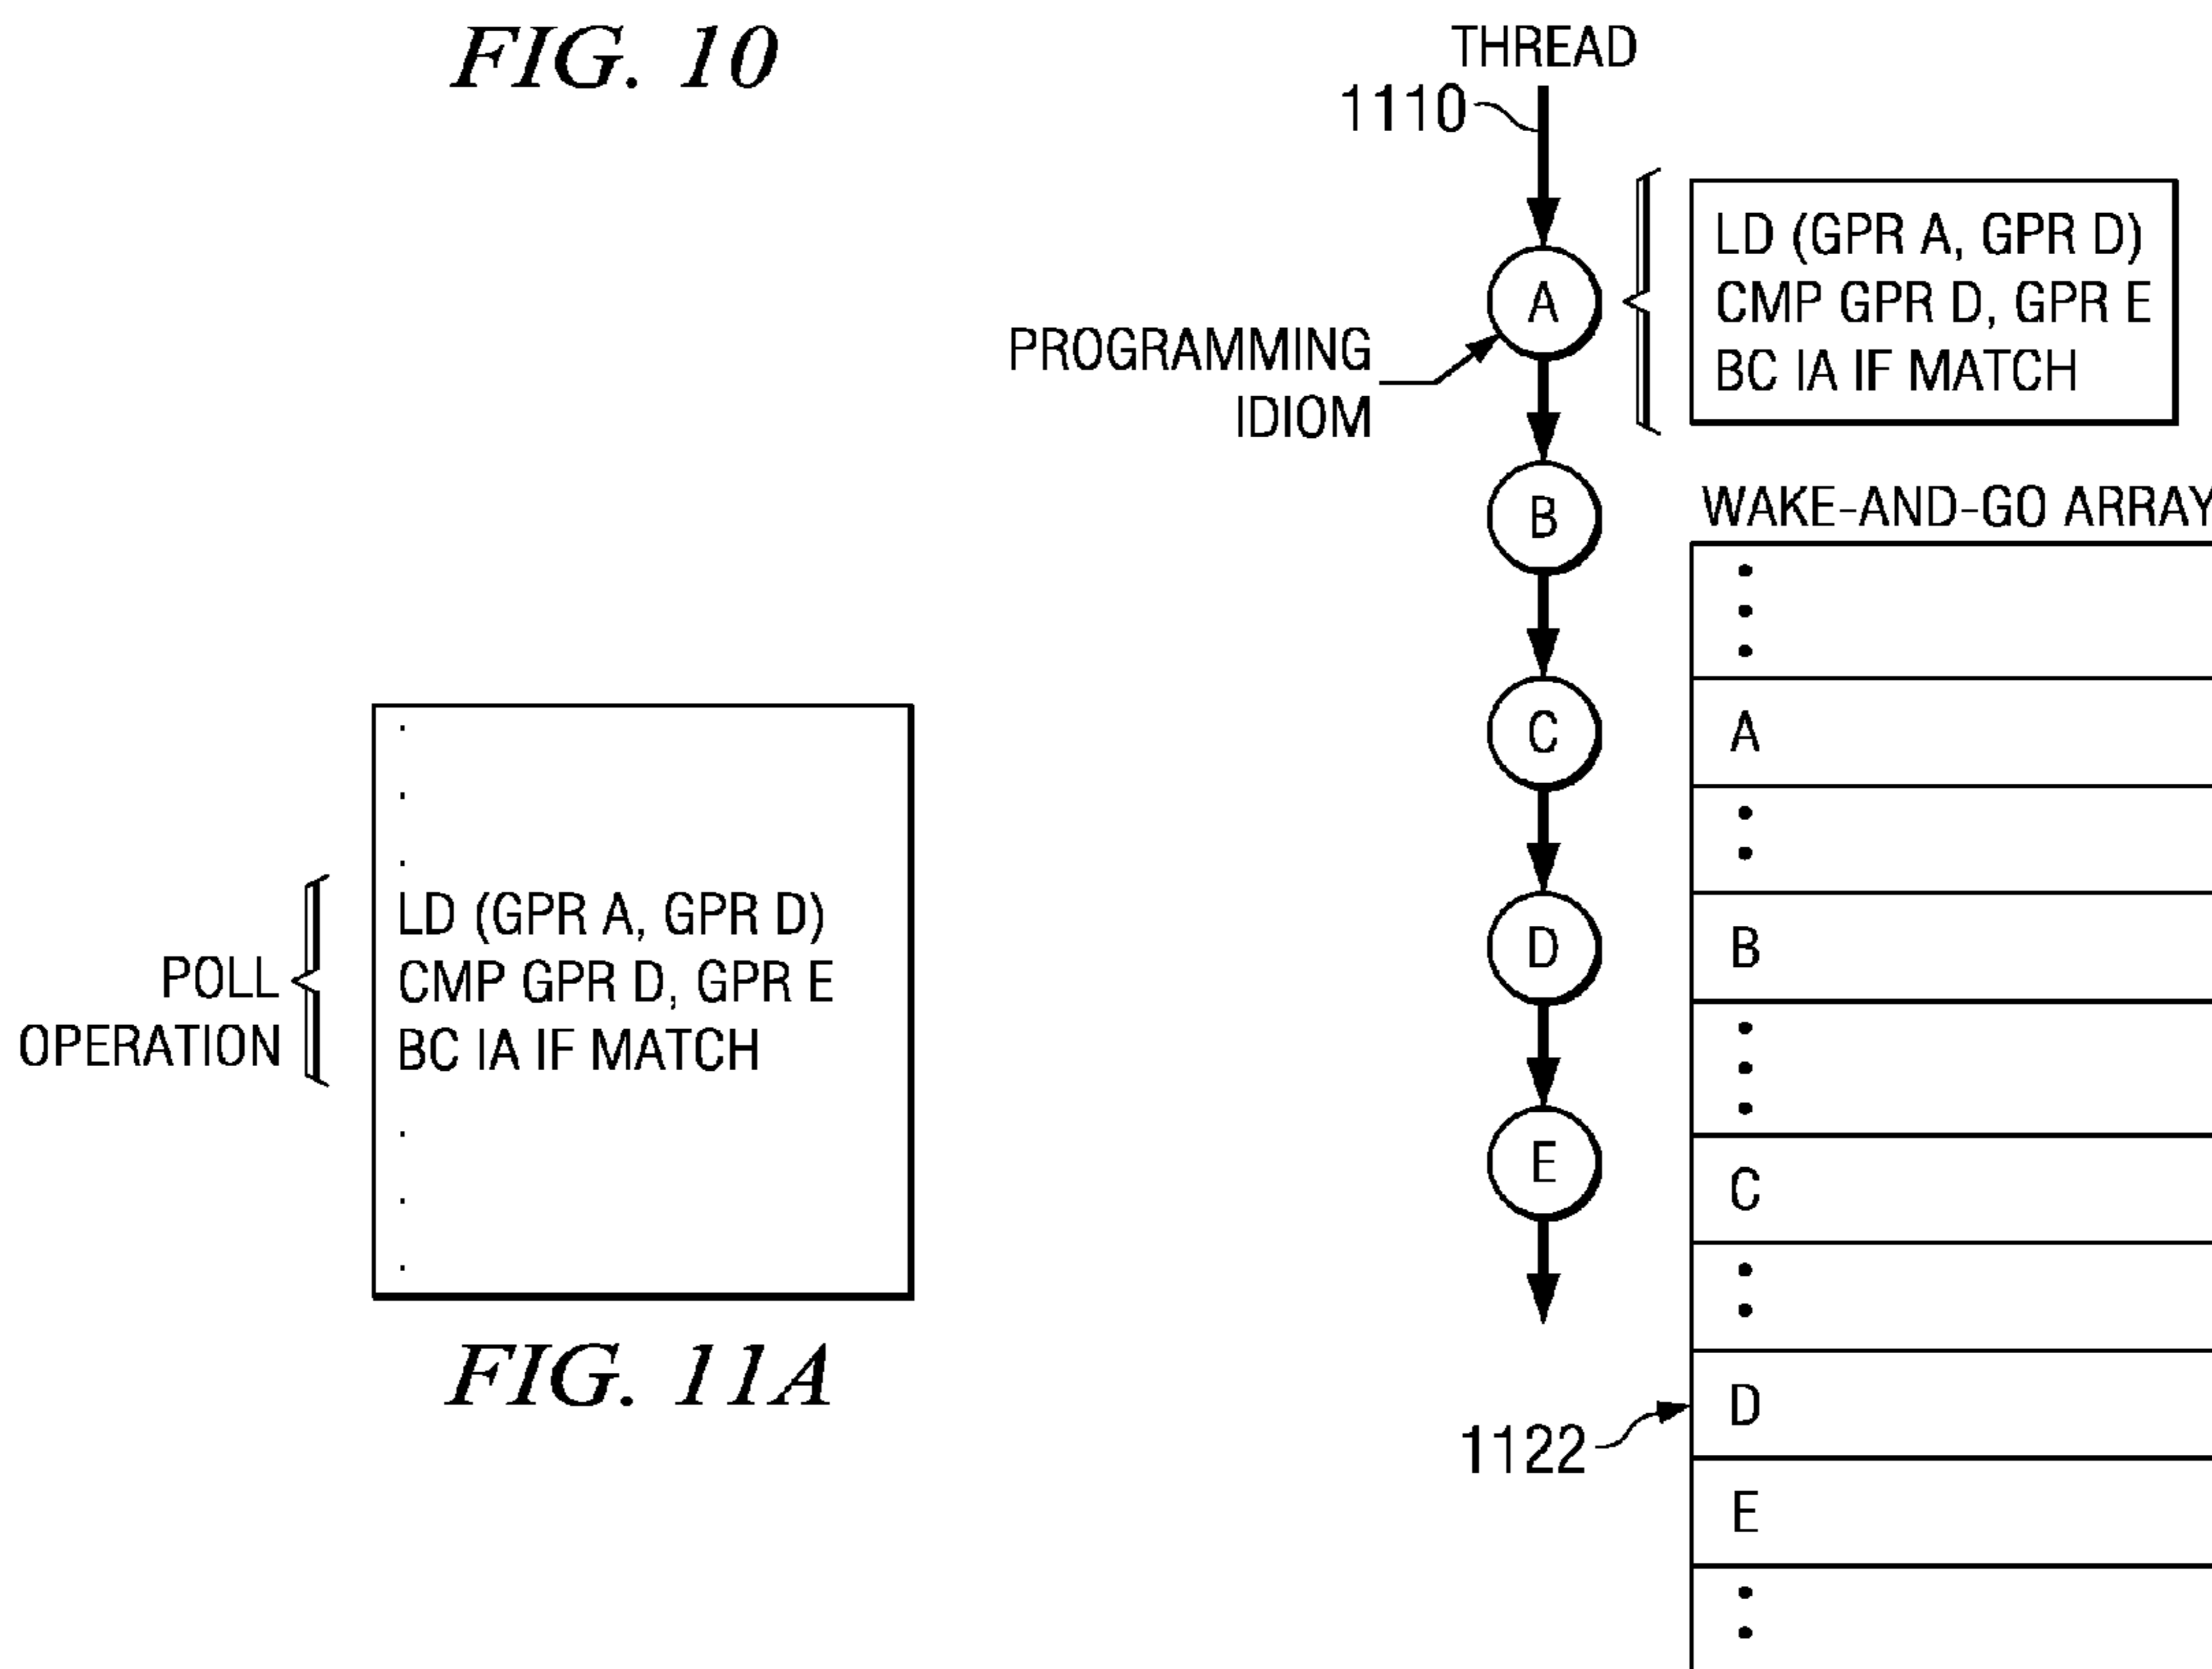 FIG. 10
THREAD
1110
A
LD (GPR A, GPR D)
CMP GPR D, GPR E
BC IA IF MATCH
PROGRAMMING
IDIOM
B
C
D
E
WAKE-AND-GO ARRAY
A
B
C
D
E
1122
POLL
OPERATION
LD (GPR A, GPR D)
CMP GPR D, GPR E
BC IA IF MATCH
FIG. 11A